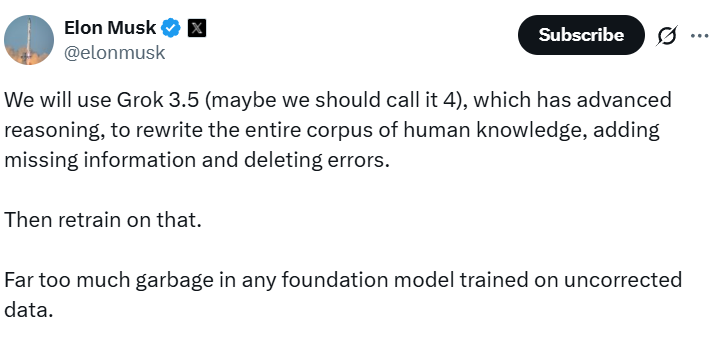 Elon Musk
@elonmusk
Subscribe
We will use Grok 3.5 (maybe we should call it 4), which has advanced
reasoning, to rewrite the entire corpus of human knowledge, adding
missing information and deleting errors.
Then retrain on that.
Far too much garbage in any foundation model trained on uncorrected
data.